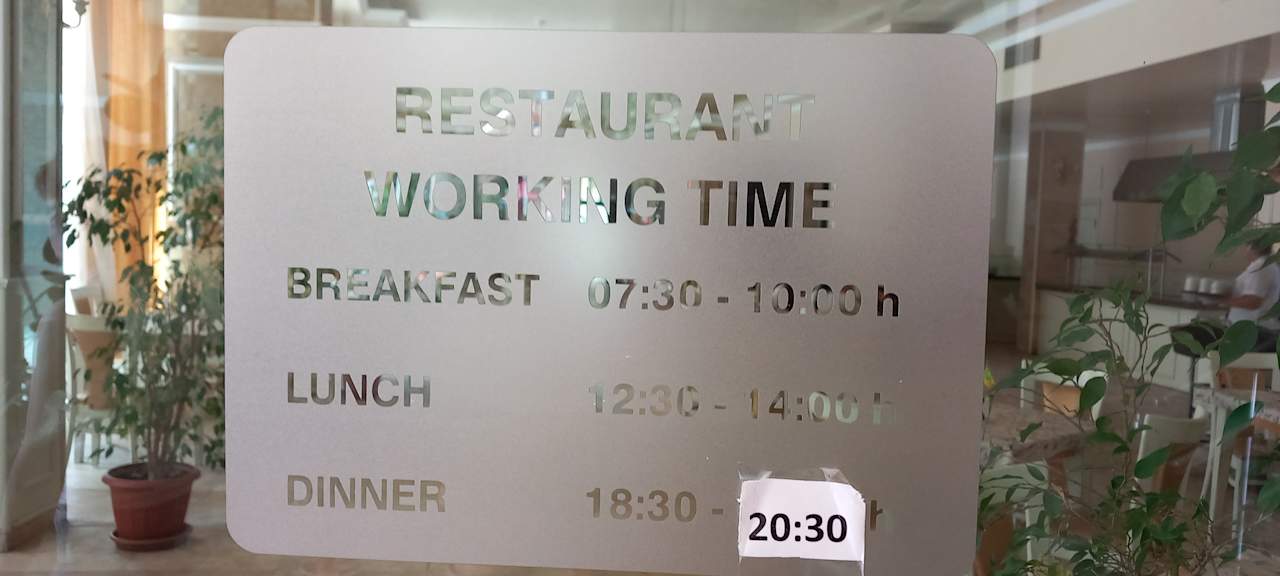 RESTAURANT
WORKING TIME
BREAKFAST 07:30 - 10:00 h
LUNCH 12:30 - 14:00 h
DINNER 18:30 - 20:30 h